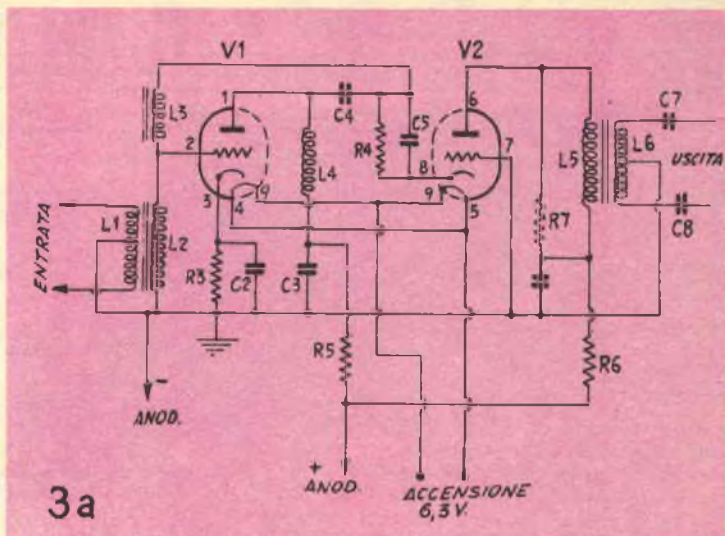 V1
V2
L3
1
C4
6
2
L4
R4
C5
8
7
L5
L6
C7
USCITA
C8
3
4
9
9
5
ENTRATA
L1
L2
R3
C2
C3
R7
R5
R6
-
ANOD.
+
ANOD.
ACCENSIONE
6,3 V.
3a